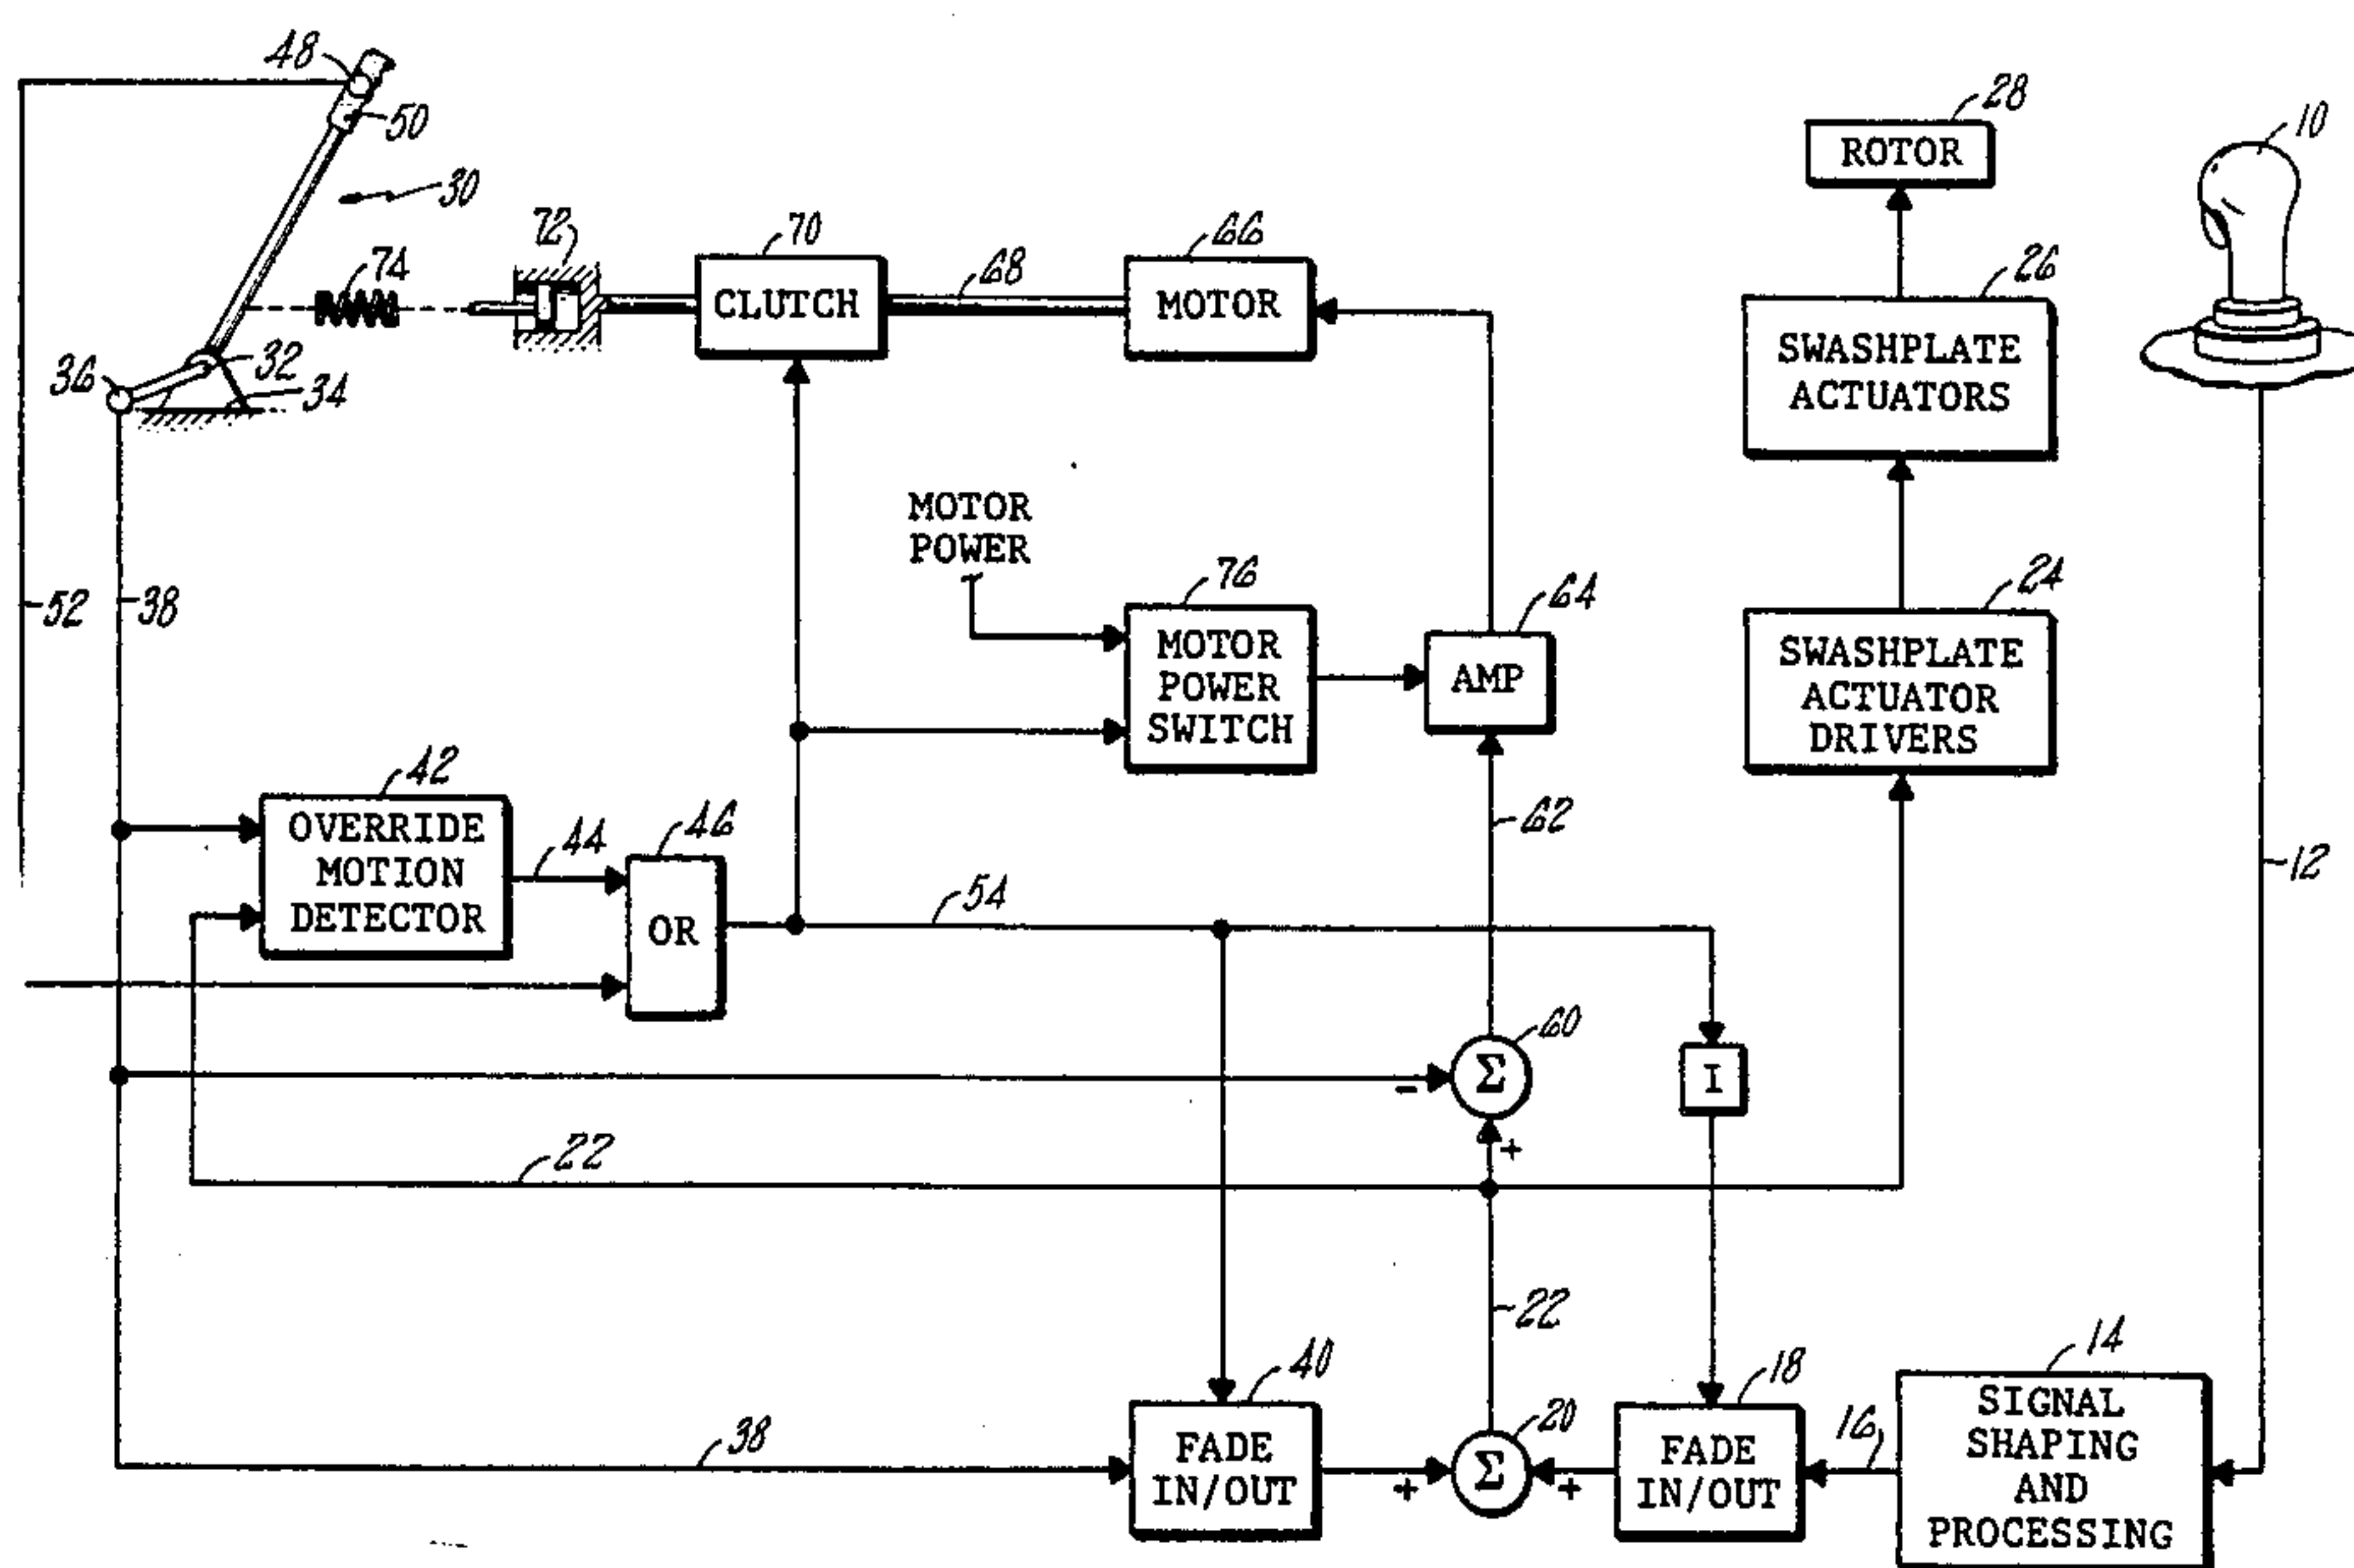 48
50
30
28
ROTOR
10
72
70
CLUTCH
68
66
MOTOR
74
26
SWASHPLATE
ACTUATORS
36
32
34
MOTOR
POWER
52
38
76
MOTOR
POWER
SWITCH
64
AMP
24
SWASHPLATE
ACTUATOR
DRIVERS
42
OVERRIDE
MOTION
DETECTOR
44
46
OR
62
12
54
60
Σ
-
+
I
22
22
38
40
FADE
IN/OUT
+
20
Σ
+
18
FADE
IN/OUT
16
14
SIGNAL
SHAPING
AND
PROCESSING